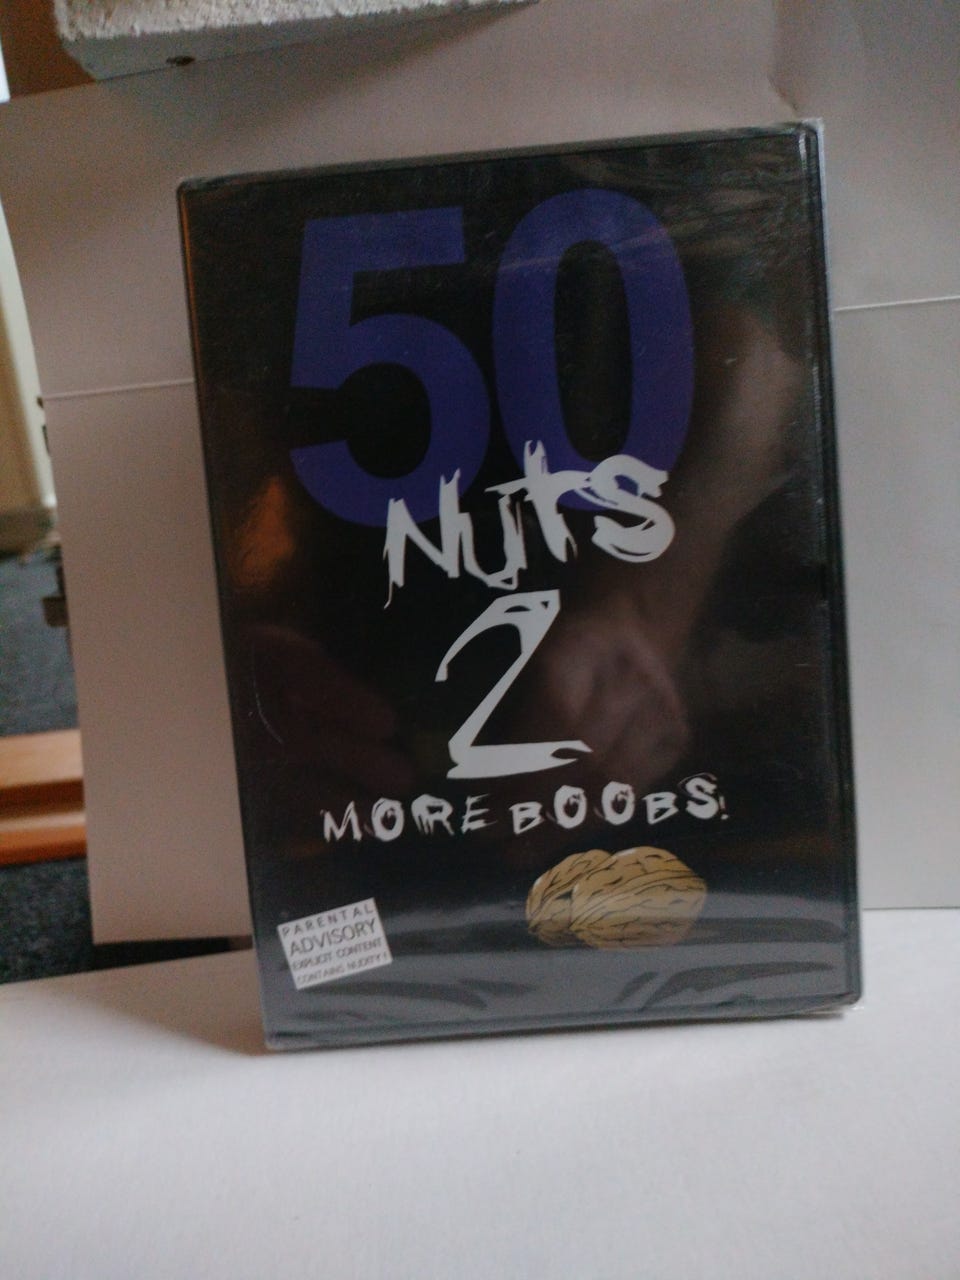 50
NUTS
2
MORE BOOBS!
PARENTAL
ADVISORY
EXPLICIT CONTENT
CONTAINS NUDITY!